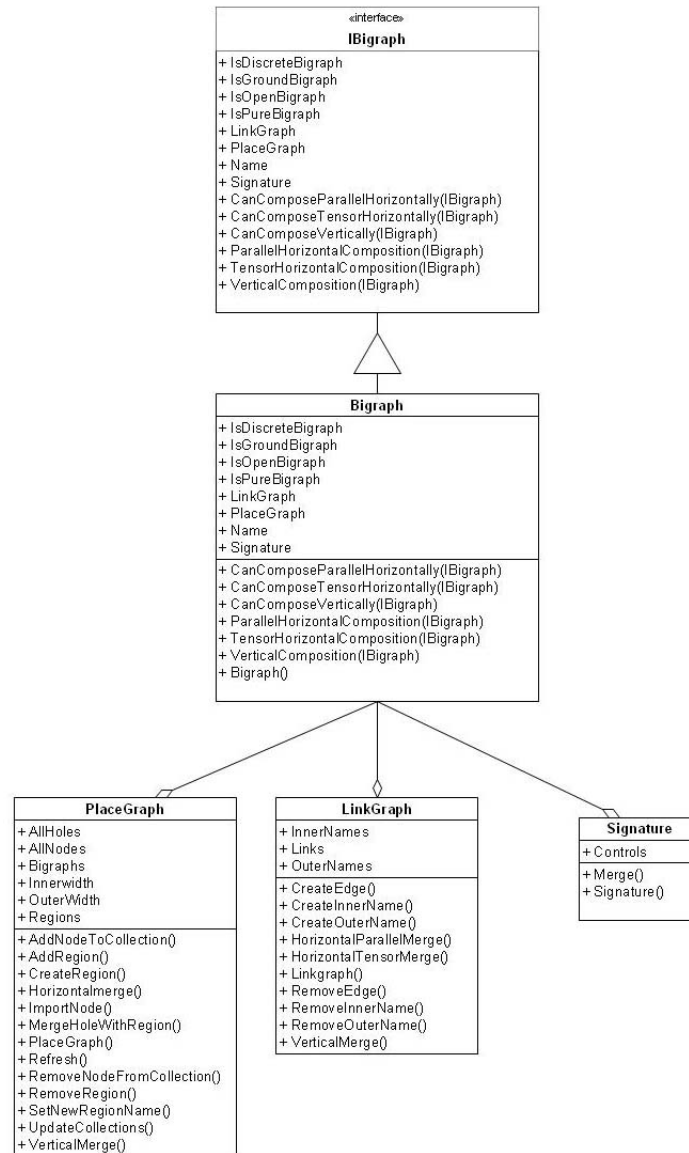 «interface»
IBigraph
+ IsDiscreteBigraph
+ IsGroundBigraph
+ IsOpenBigraph
+ IsPureBigraph
+ LinkGraph
+ PlaceGraph
+ Name
+ Signature
+ CanComposeParallelHorizontally(IBigraph)
+ CanComposeTensorHorizontally(IBigraph)
+ CanComposeVertically(IBigraph)
+ ParallelHorizontalComposition(IBigraph)
+ TensorHorizontalComposition(IBigraph)
+ VerticalComposition(IBigraph)
Bigraph
+ IsDiscreteBigraph
+ IsGroundBigraph
+ IsOpenBigraph
+ IsPureBigraph
+ LinkGraph
+ PlaceGraph
+ Name
+ Signature
+ CanComposeParallelHorizontally(IBigraph)
+ CanComposeTensorHorizontally(IBigraph)
+ CanComposeVertically(IBigraph)
+ ParallelHorizontalComposition(IBigraph)
+ TensorHorizontalComposition(IBigraph)
+ VerticalComposition(IBigraph)
+ Bigraph()
PlaceGraph
+ AllHoles
+ AllNodes
+ Bigraphs
+ Innerwidth
+ OuterWidth
+ Regions
+ AddNodeToCollection()
+ AddRegion()
+ CreateRegion()
+ Horizontalmerge()
+ ImportNode()
+ MergeHoleWithRegion()
+ PlaceGraph()
+ Refresh()
+ RemoveNodeFromCollection()
+ RemoveRegion()
+ SetNewRegionName()
+ UpdateCollections()
+ VerticalMerge()
LinkGraph
+ InnerNames
+ Links
+ OuterNames
+ CreateEdge()
+ CreateInnerName()
+ CreateOuterName()
+ HorizontalParallelMerge()
+ HorizontalTensorMerge()
+ Linkgraph()
+ RemoveEdge()
+ RemoveInnerName()
+ RemoveOuterName()
+ VerticalMerge()
Signature
+ Controls
+ Merge()
+ Signature()